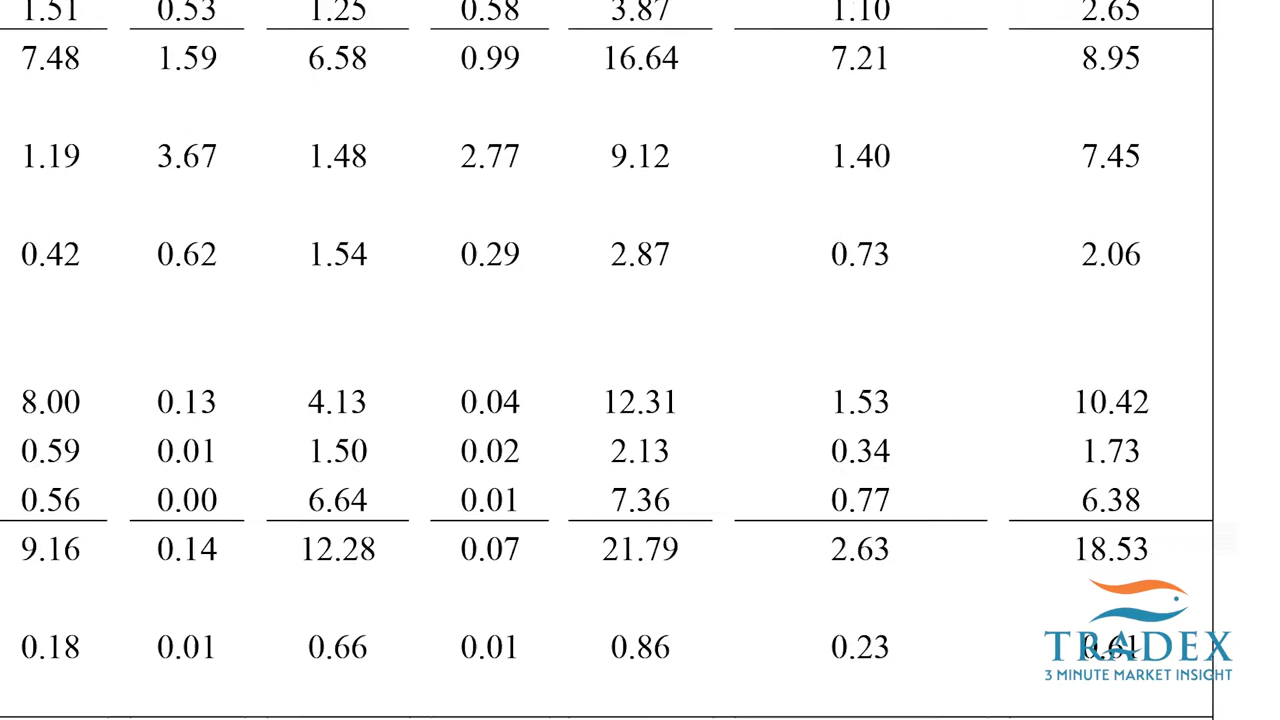 1.51 0.53 1.25 0.58 3.87 1.10 2.65
7.48 1.59 6.58 0.99 16.64 7.21 8.95
1.19 3.67 1.48 2.77 9.12 1.40 7.45
0.42 0.62 1.54 0.29 2.87 0.73 2.06
8.00 0.13 4.13 0.04 12.31 1.53 10.42
0.59 0.01 1.50 0.02 2.13 0.34 1.73
0.56 0.00 6.64 0.01 7.36 0.77 6.38
9.16 0.14 12.28 0.07 21.79 2.63 18.53
0.18 0.01 0.66 0.01 0.86 0.23
TRADEX
3 MINUTE MARKET INSIGHT